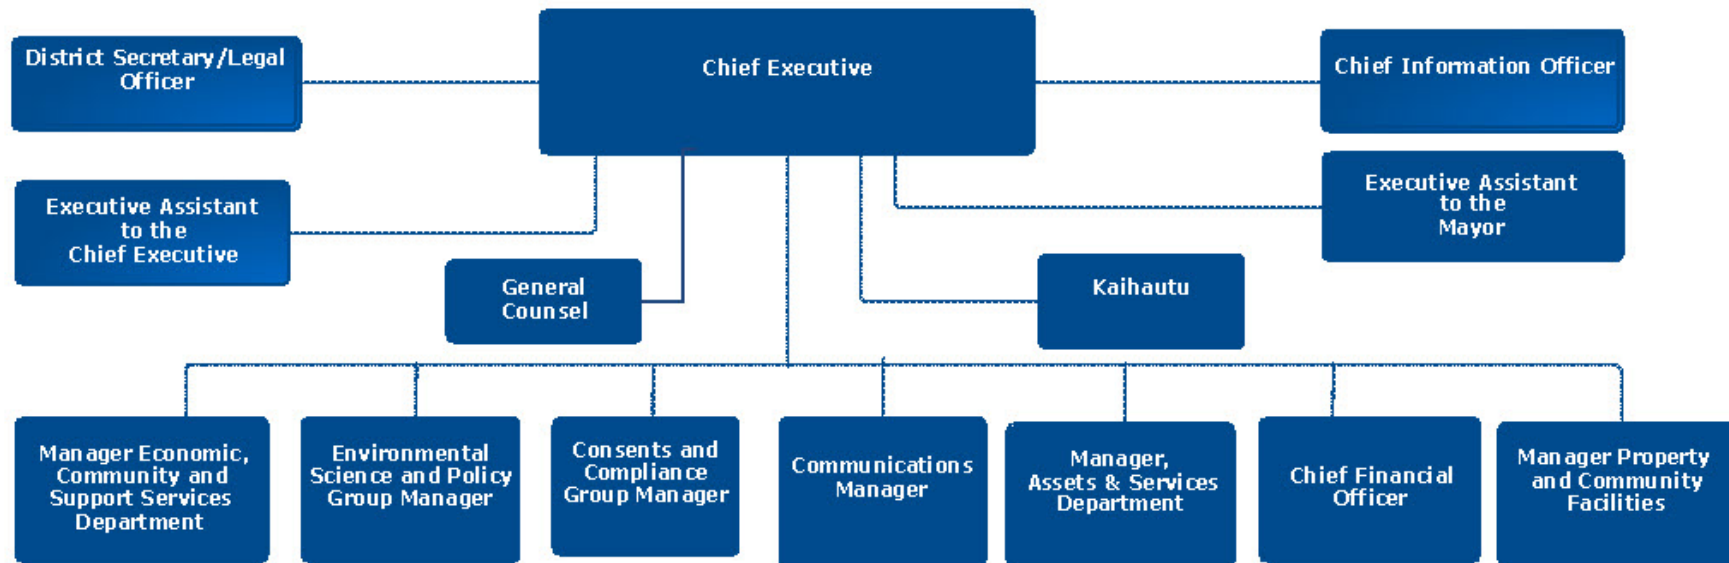 District Secretary/Legal
Officer
Chief Executive
Chief Information Officer
Executive Assistant
to the
Chief Executive
Executive Assistant
to the
Mayor
General
Counsel
Kaihautu
Manager Economic,
Community and
Support Services
Department
Environmental
Science and Policy
Group Manager
Consents and
Compliance
Group Manager
Communications
Manager
Manager,
Assets & Services
Department
Chief Financial
Officer
Manager Property
and Community
Facilities